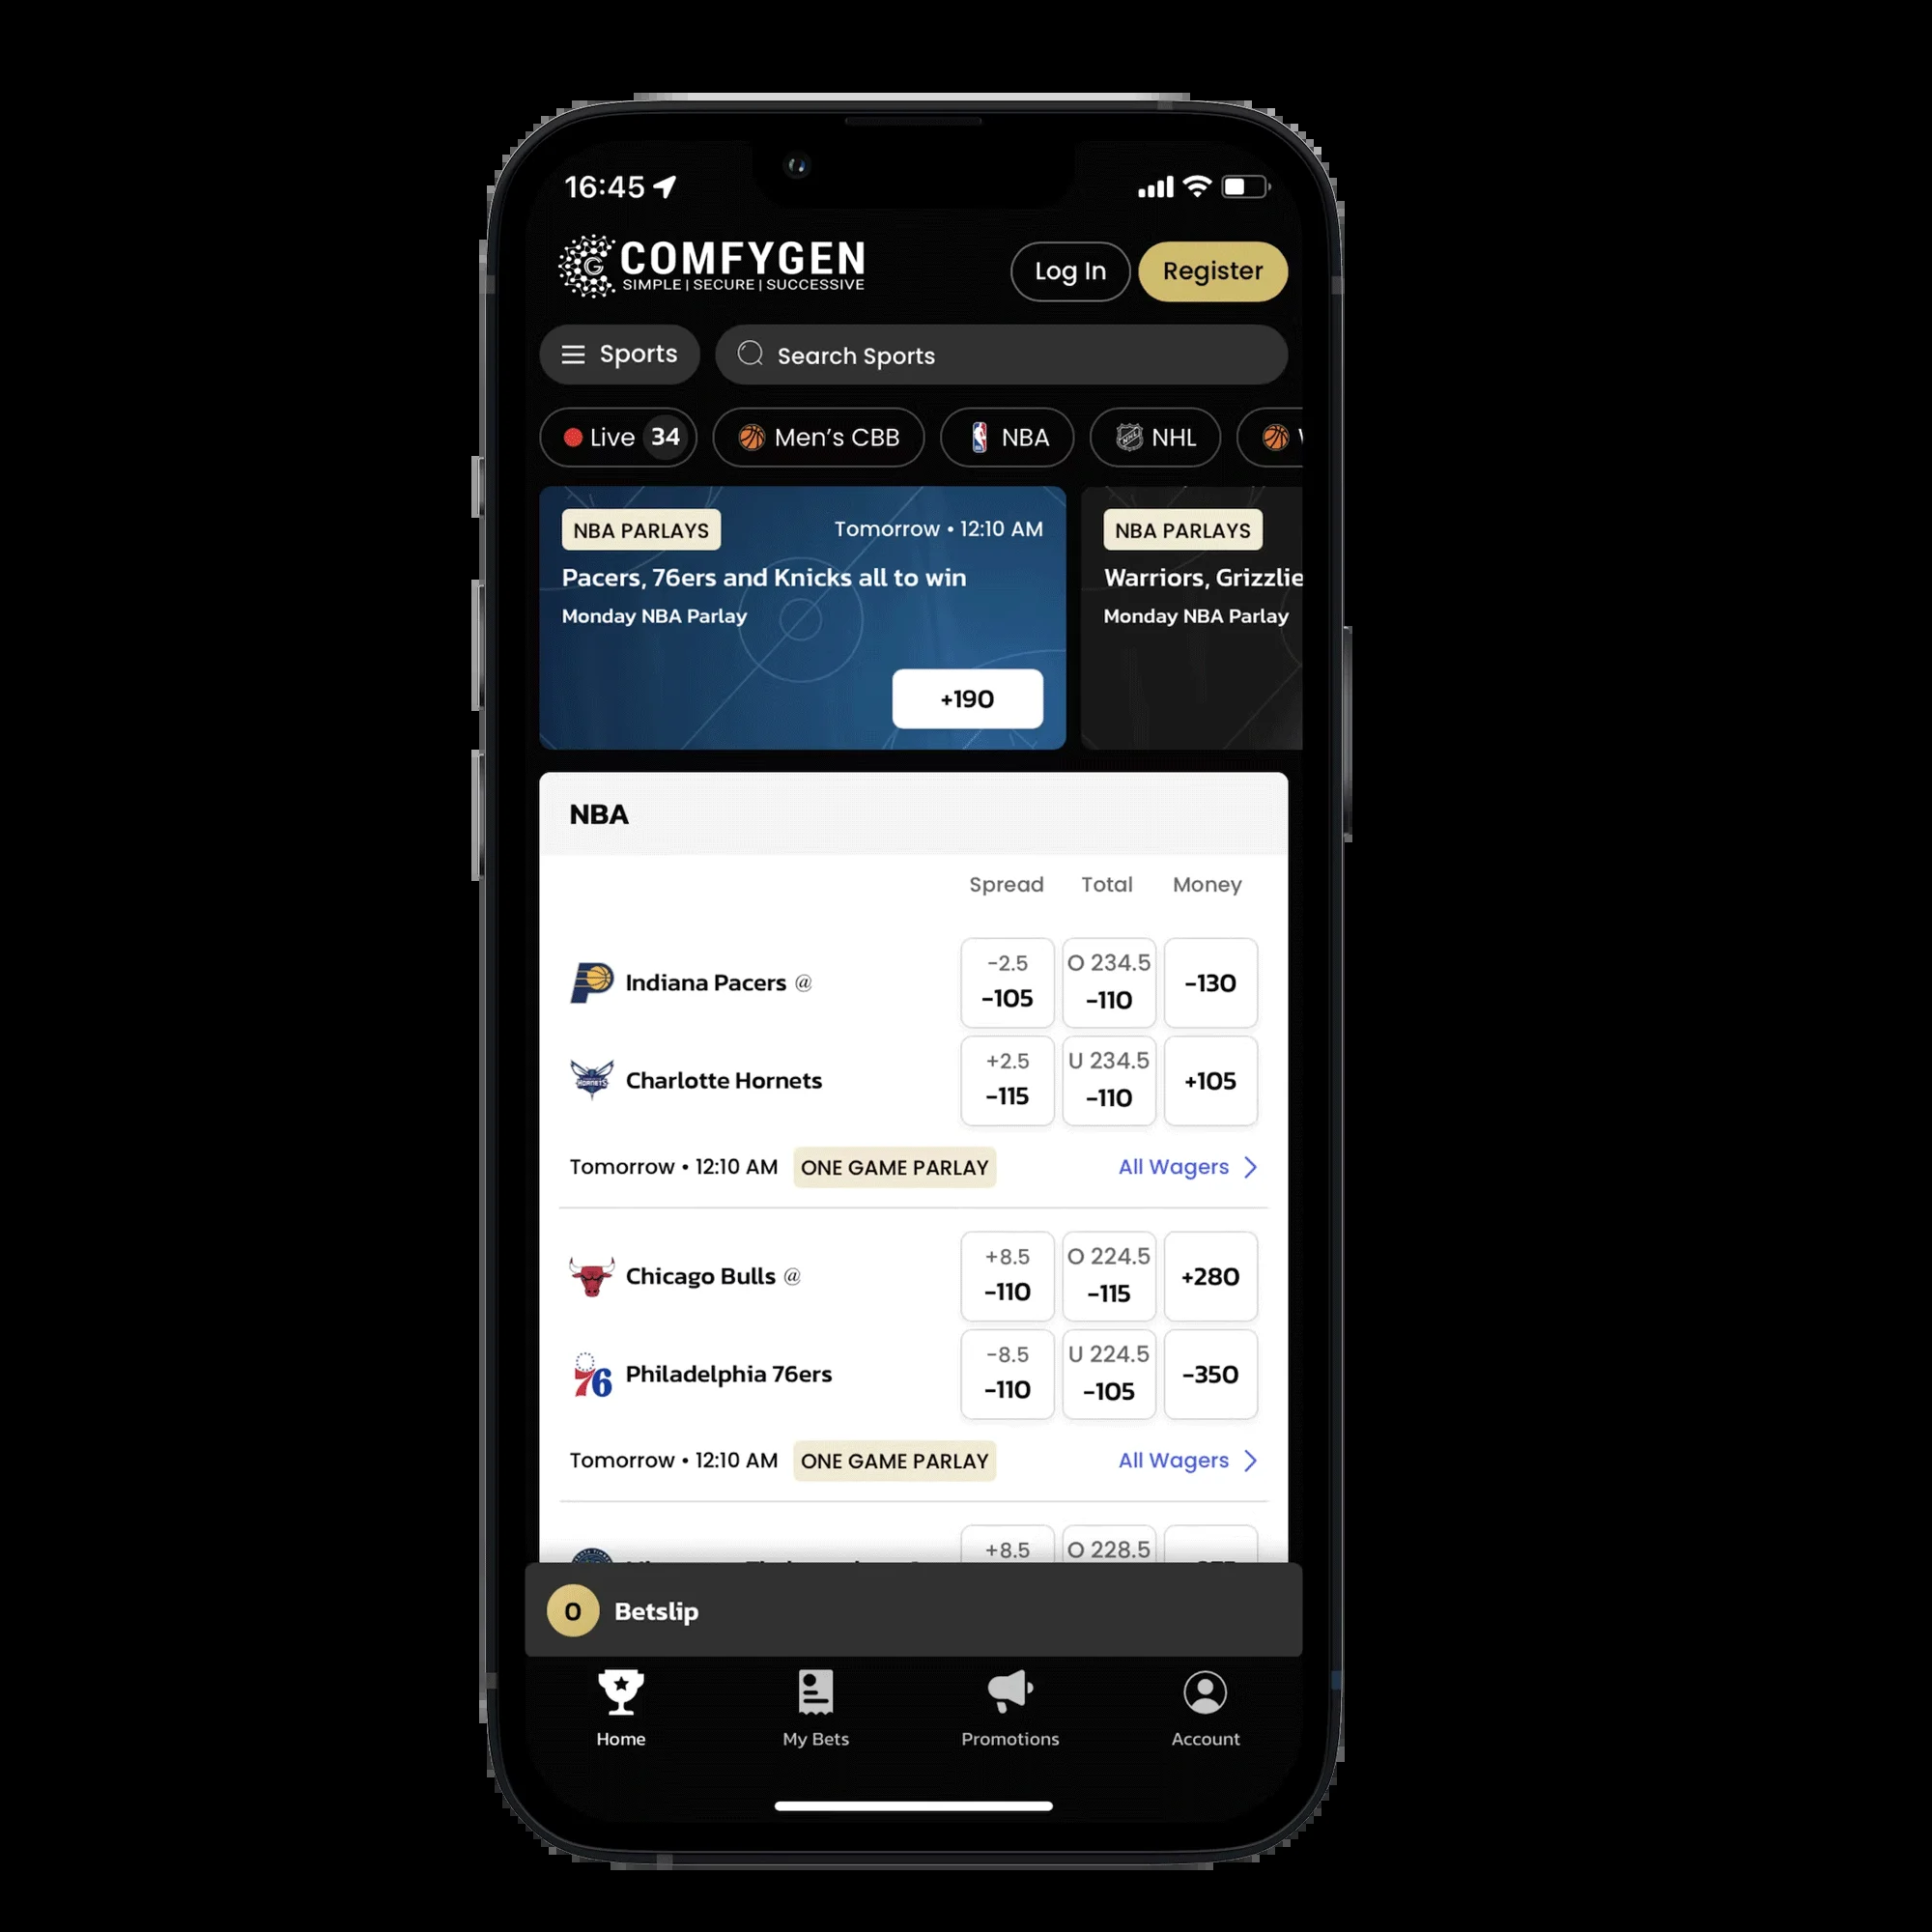 16:45
COMFYGEN
SIMPLE | SECURE | SUCCESSIVE
Log In
Register
Sports
Search Sports
Live 34
Men’s CBB
NBA
NHL
NBA PARLAYS
Tomorrow • 12:10 AM
Pacers, 76ers and Knicks all to win
Monday NBA Parlay
+190
NBA PARLAYS
Warriors, Grizzlie
Monday NBA Parlay
NBA
Spread Total Money
Indiana Pacers @
-2.5
-105
O 234.5
-110
-130
HORNETS
Charlotte Hornets
+2.5
-115
U 234.5
-110
+105
Tomorrow • 12:10 AM
ONE GAME PARLAY
All Wagers
Chicago Bulls @
+8.5
-110
O 224.5
-115
+280
76
Philadelphia 76ers
-8.5
-110
U 224.5
-105
-350
Tomorrow • 12:10 AM
ONE GAME PARLAY
All Wagers
+8.5
O 228.5
0
Betslip
Home
My Bets
Promotions
Account